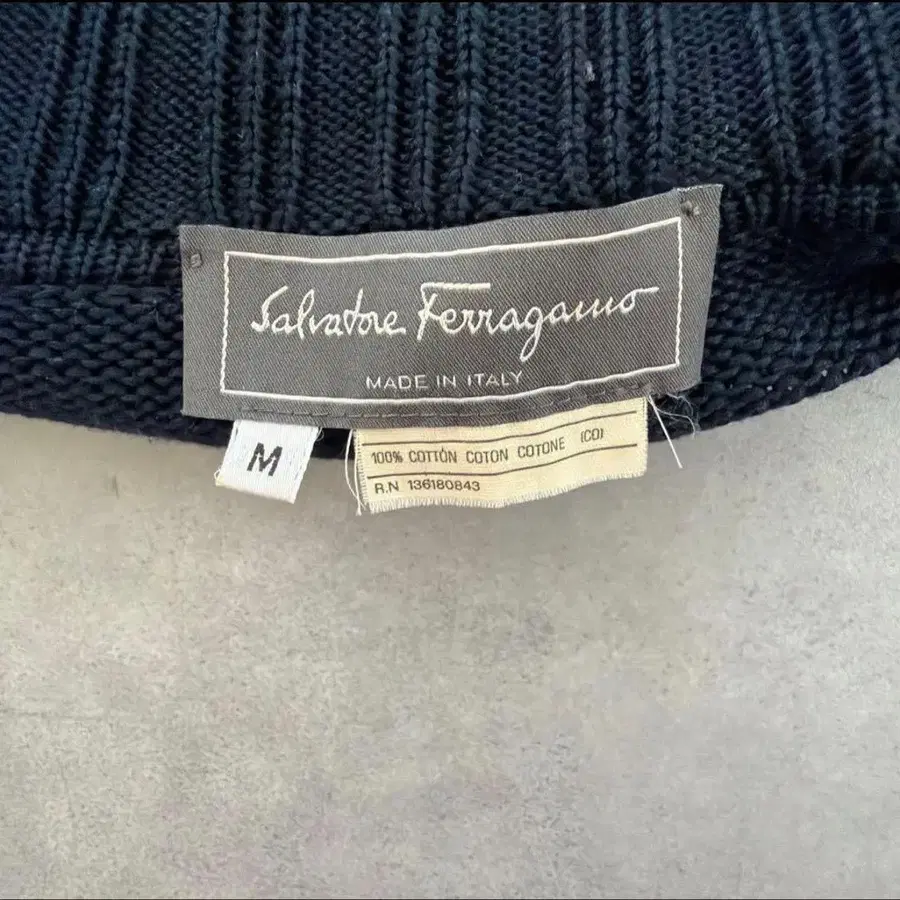 Salvatore Ferragamo
MADE IN ITALY
M
100% COTTON COTON COTONE (CO)
R.N 136180843